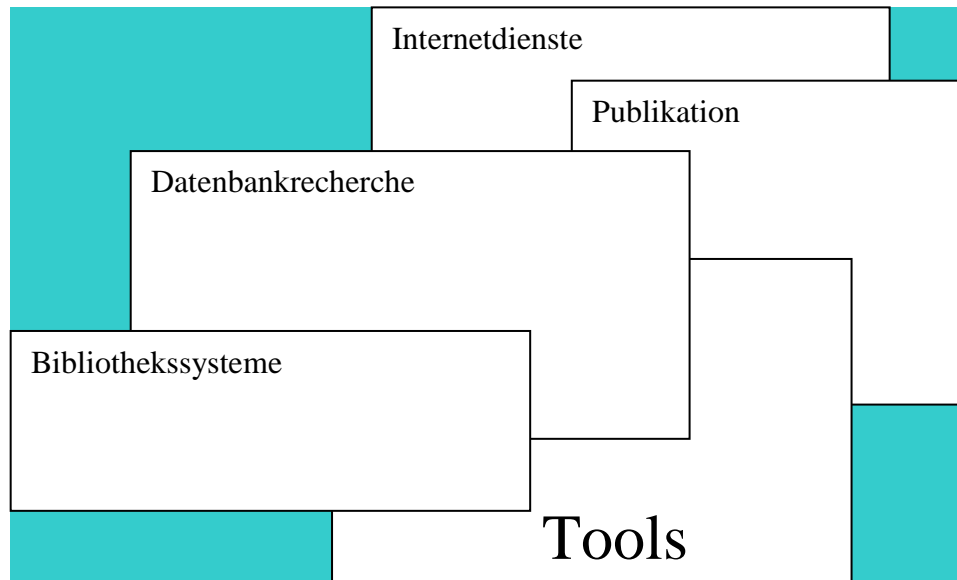 Internetdienste
Publikation
Datenbankrecherche
Bibliothekssysteme
Tools